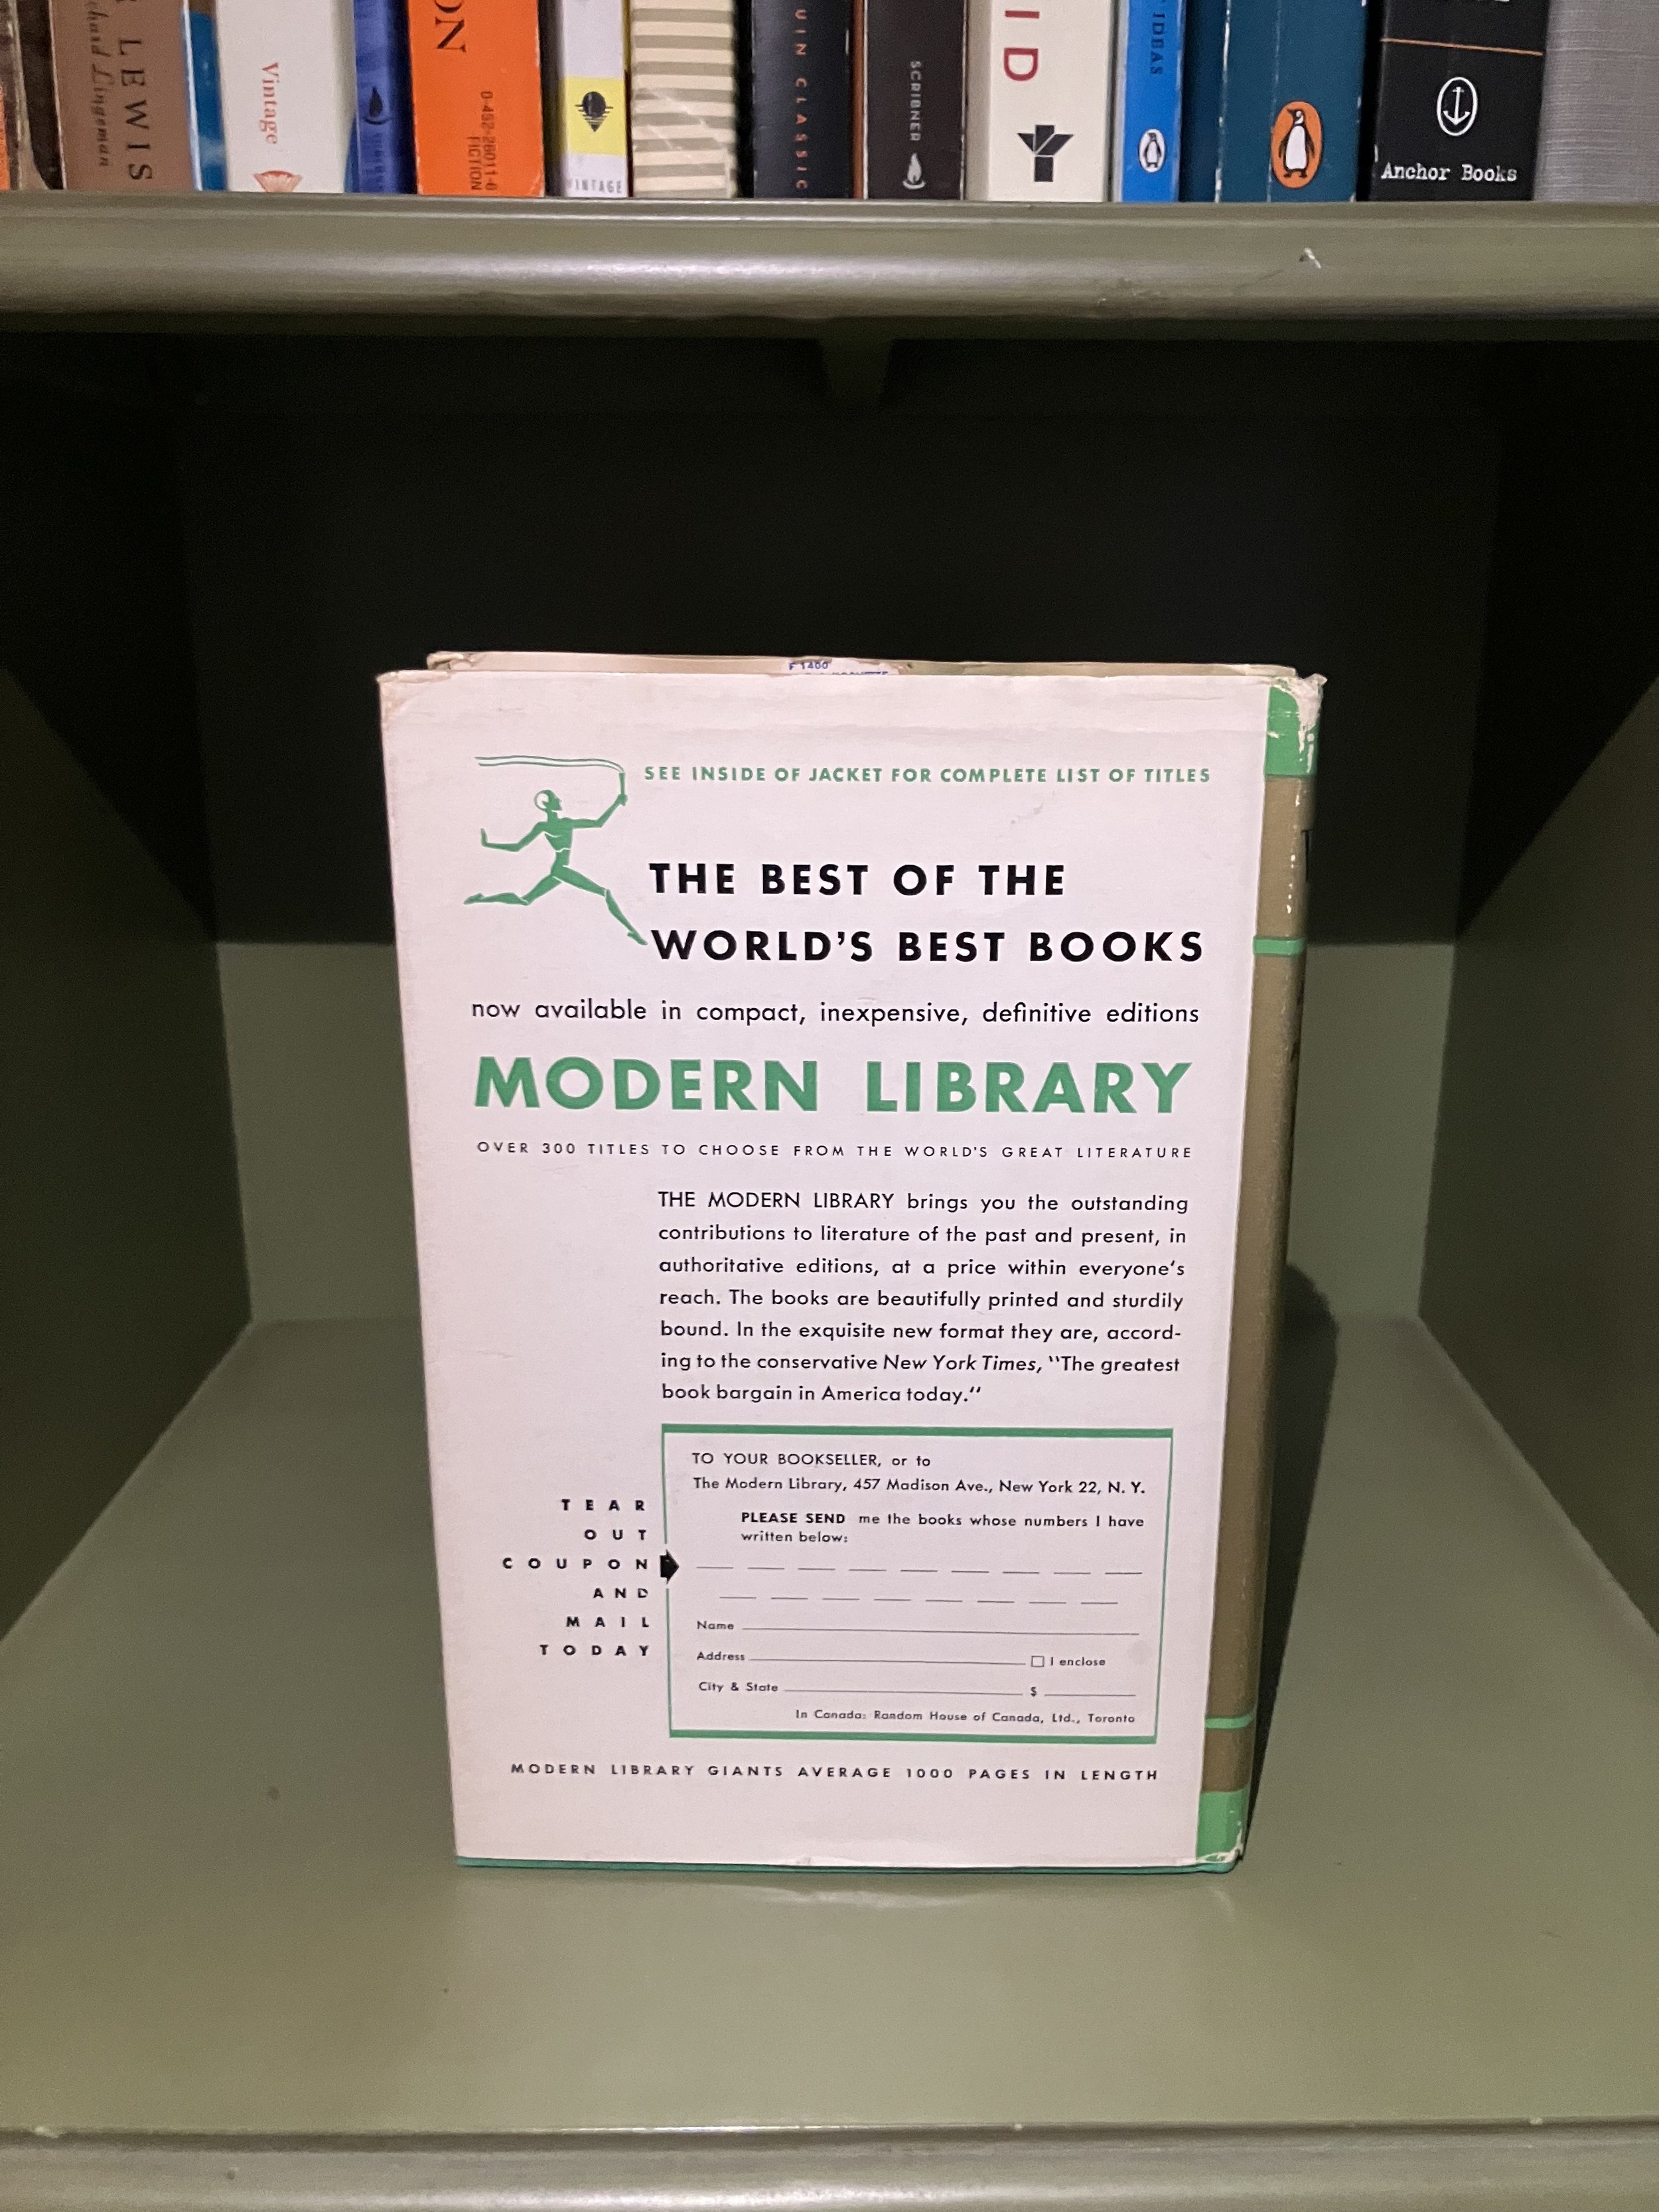 LEWIS
Lingeman
Vintage
ON
0-452-26011-6
FICTION
VINTAGE
CLASSIC
SCRIBNER
ID
IDEAS
Anchor Books
F 1400
SEE INSIDE OF JACKET FOR COMPLETE LIST OF TITLES
THE BEST OF THE
WORLD'S BEST BOOKS
now available in compact, inexpensive, definitive editions
MODERN LIBRARY
OVER 300 TITLES TO CHOOSE FROM THE WORLD'S GREAT LITERATURE
THE MODERN LIBRARY brings you the outstanding
contributions to literature of the past and present, in
authoritative editions, at a price within everyone's
reach. The books are beautifully printed and sturdily
bound. In the exquisite new format they are, accord-
ing to the conservative New York Times, "The greatest
book bargain in America today."
TEAR
OUT
COUPON
AND
MAIL
TODAY
TO YOUR BOOKSELLER, or to
The Modern Library, 457 Madison Ave., New York 22, N. Y.
PLEASE SEND me the books whose numbers I have
written below:
Name
Address
I enclose
City & State
$
In Canada: Random House of Canada, Ltd., Toronto
MODERN LIBRARY GIANTS AVERAGE 1000 PAGES IN LENGTH